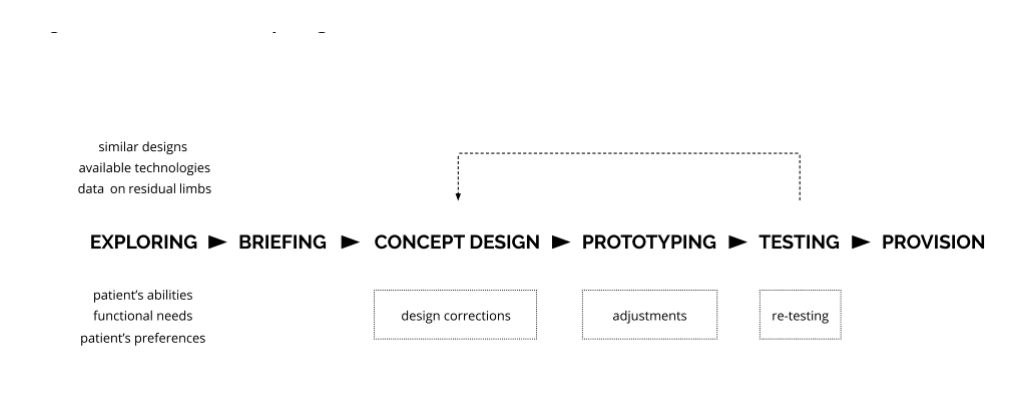 similar designs
available technologies
data on residual limbs
EXPLORING BRIEFING CONCEPT DESIGN PROTOTYPING TESTING PROVISION
patient's abilities
functional needs
patient's preferences
design corrections
adjustments
re-testing